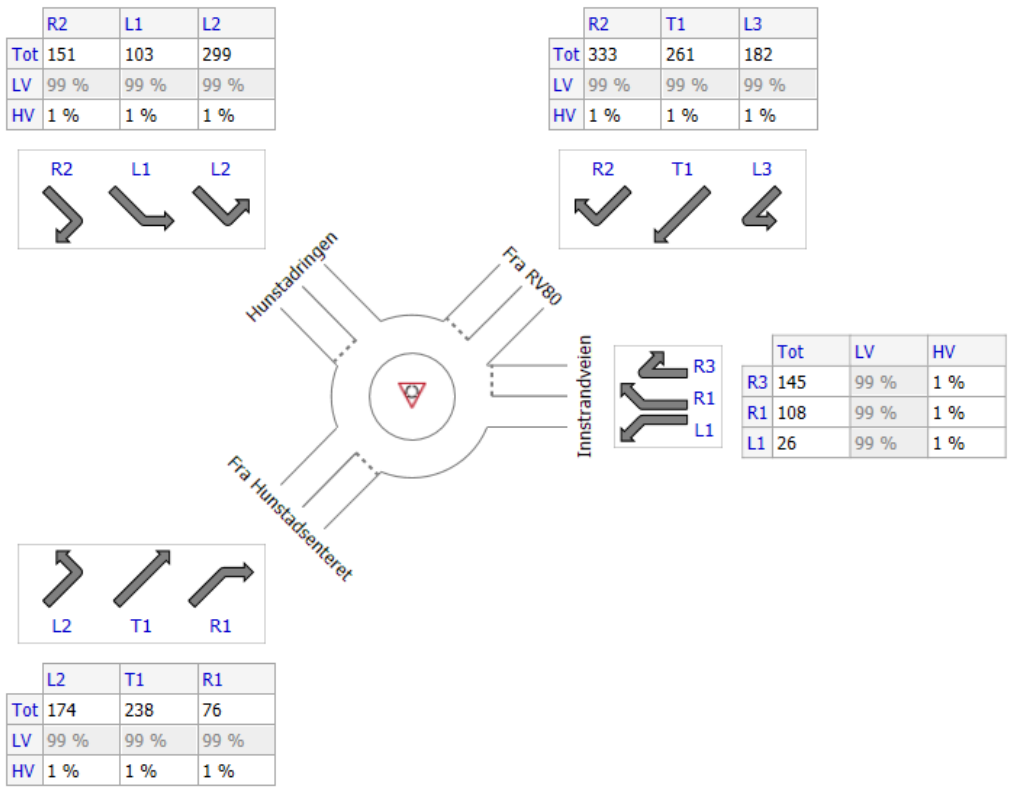 R2 L1 L2
Tot 151 103 299
LV 99 % 99 % 99 %
HV 1 % 1 % 1 %
R2 L1 L2
R2 T1 L3
Tot 333 261 182
LV 99 % 99 % 99 %
HV 1 % 1 % 1 %
R2 T1 L3
Hunstadringen
Fra RV80
Innstrandveien
R3
R1
L1
Tot LV HV
R3 145 99 % 1 %
R1 108 99 % 1 %
L1 26 99 % 1 %
Fra Hunstadsenteret
L2 T1 R1
L2 T1 R1
Tot 174 238 76
LV 99 % 99 % 99 %
HV 1 % 1 % 1 %